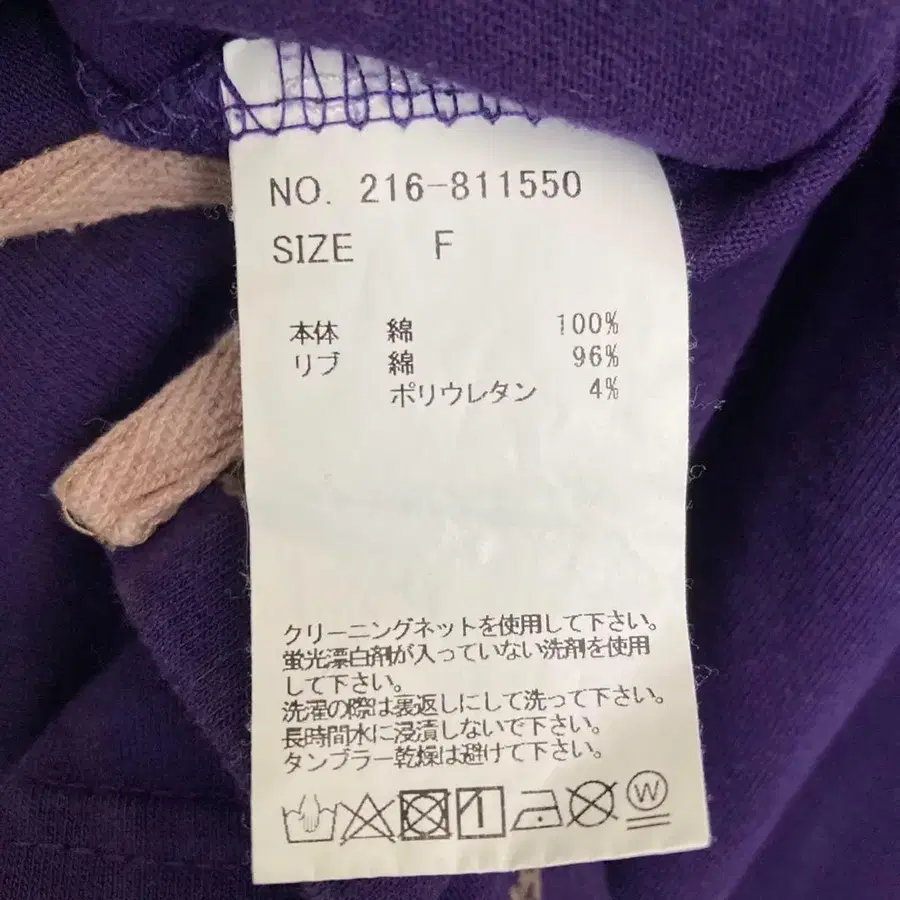 NO. 216-811550
SIZE F
本体 綿 100%
リブ 綿 96%
ポリウレタン 4%
クリーニングネットを使用して下さい。
蛍光漂白剤が入っていない洗剤を使用
して下さい。
洗濯の際は裏返しにして洗って下さい。
長時間水に浸漬しないで下さい。
タンブラー乾燥は避けて下さい。
W